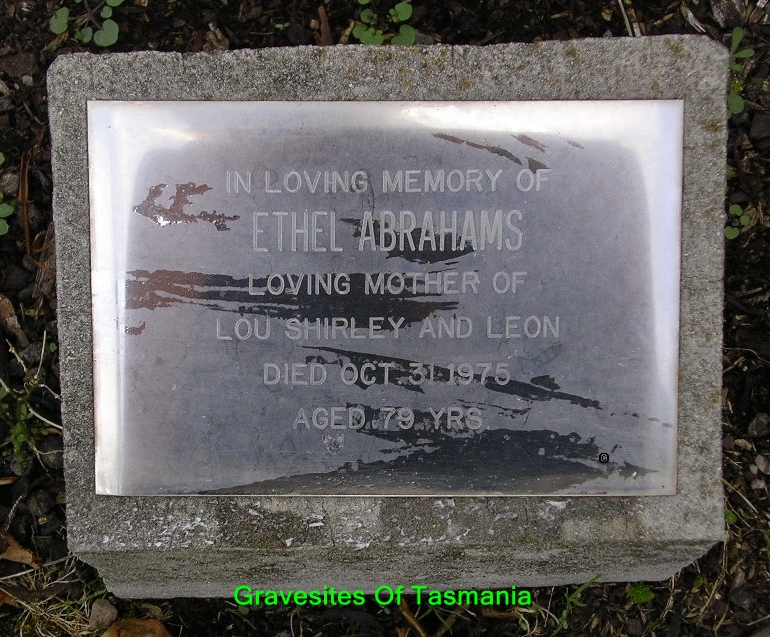 IN LOVING MEMORY OF
ETHEL ABRAHAMS
LOVING MOTHER OF
LOU SHIRLEY AND LEON
DIED OCT 31 1975
AGED 79 YRS
©
Gravesites Of Tasmania